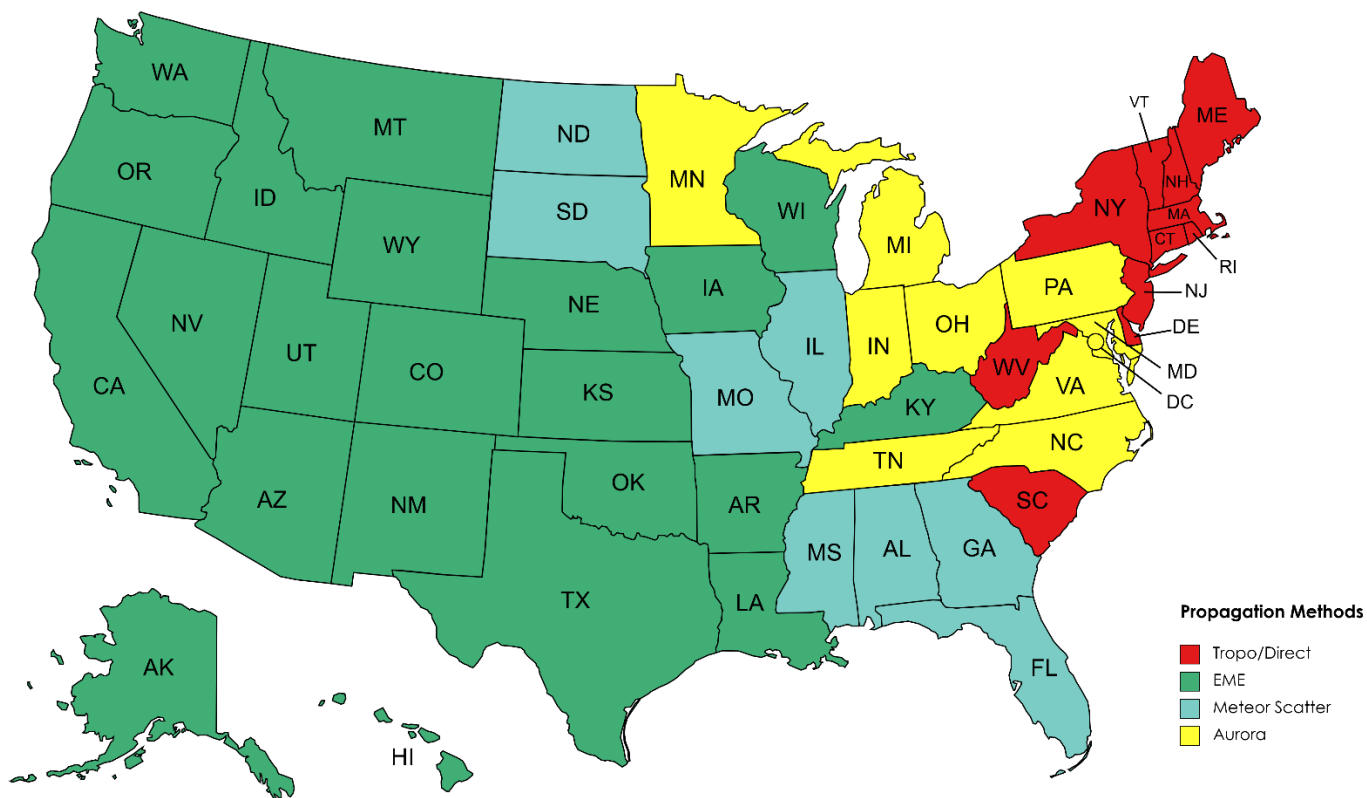 WA
MT
ND
MN
VT
ME
OR
ID
SD
WI
NH
NY
MA
WY
MI
CT
RI
IA
PA
NJ
NE
NV
OH
DE
UT
IL
IN
CO
WV
MD
CA
KS
MO
VA
DC
KY
NC
TN
OK
AZ
NM
AR
SC
MS
AL
GA
TX
LA
Propagation Methods
Tropo/Direct
AK
FL
EME
Meteor Scatter
Aurora
HI